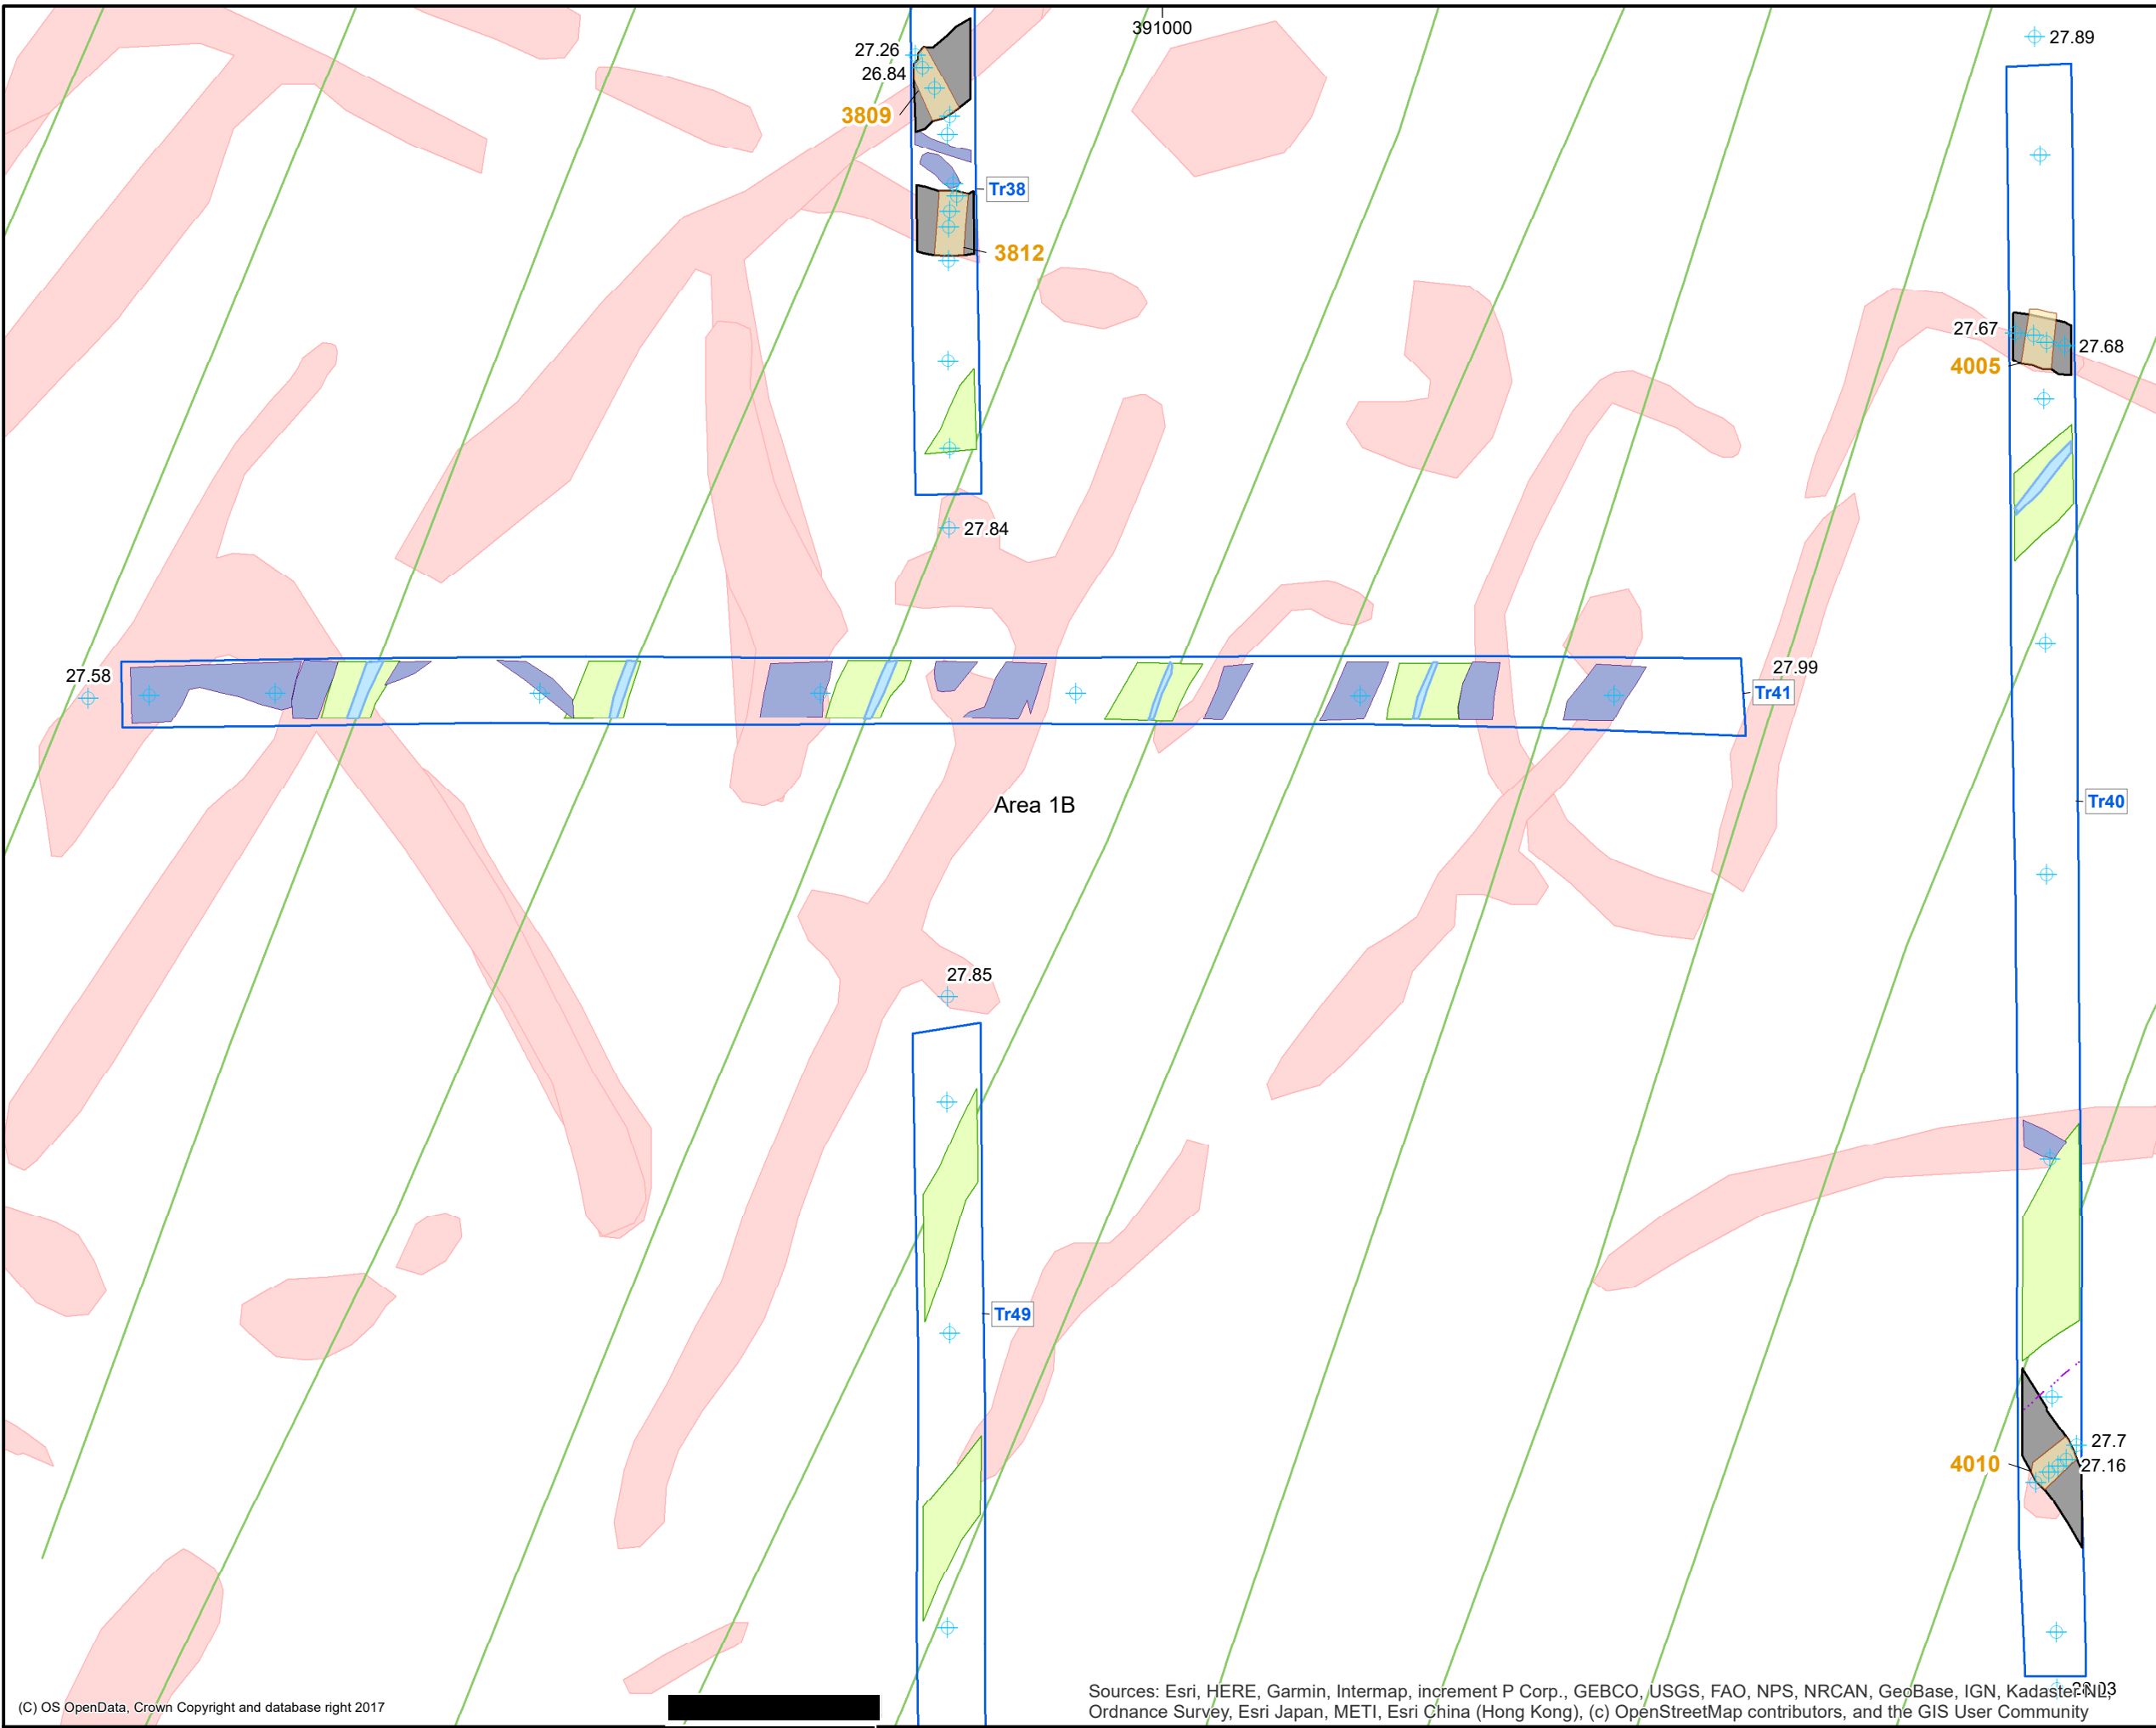 391000
27.89
27.26
26.84
3809
Tr38
3812
27.67
27.68
4005
27.84
27.58
27.99
Tr41
Tr40
Area 1B
27.85
Tr49
27.7
4010
27.16
(C) OS OpenData, Crown Copyright and database right 2017
Sources: Esri, HERE, Garmin, Intermap, increment P Corp., GEBCO, USGS, FAO, NPS, NRCAN, GeoBase, IGN, Kadaster NL,
Ordnance Survey, Esri Japan, METI, Esri China (Hong Kong), (c) OpenStreetMap contributors, and the GIS User Community